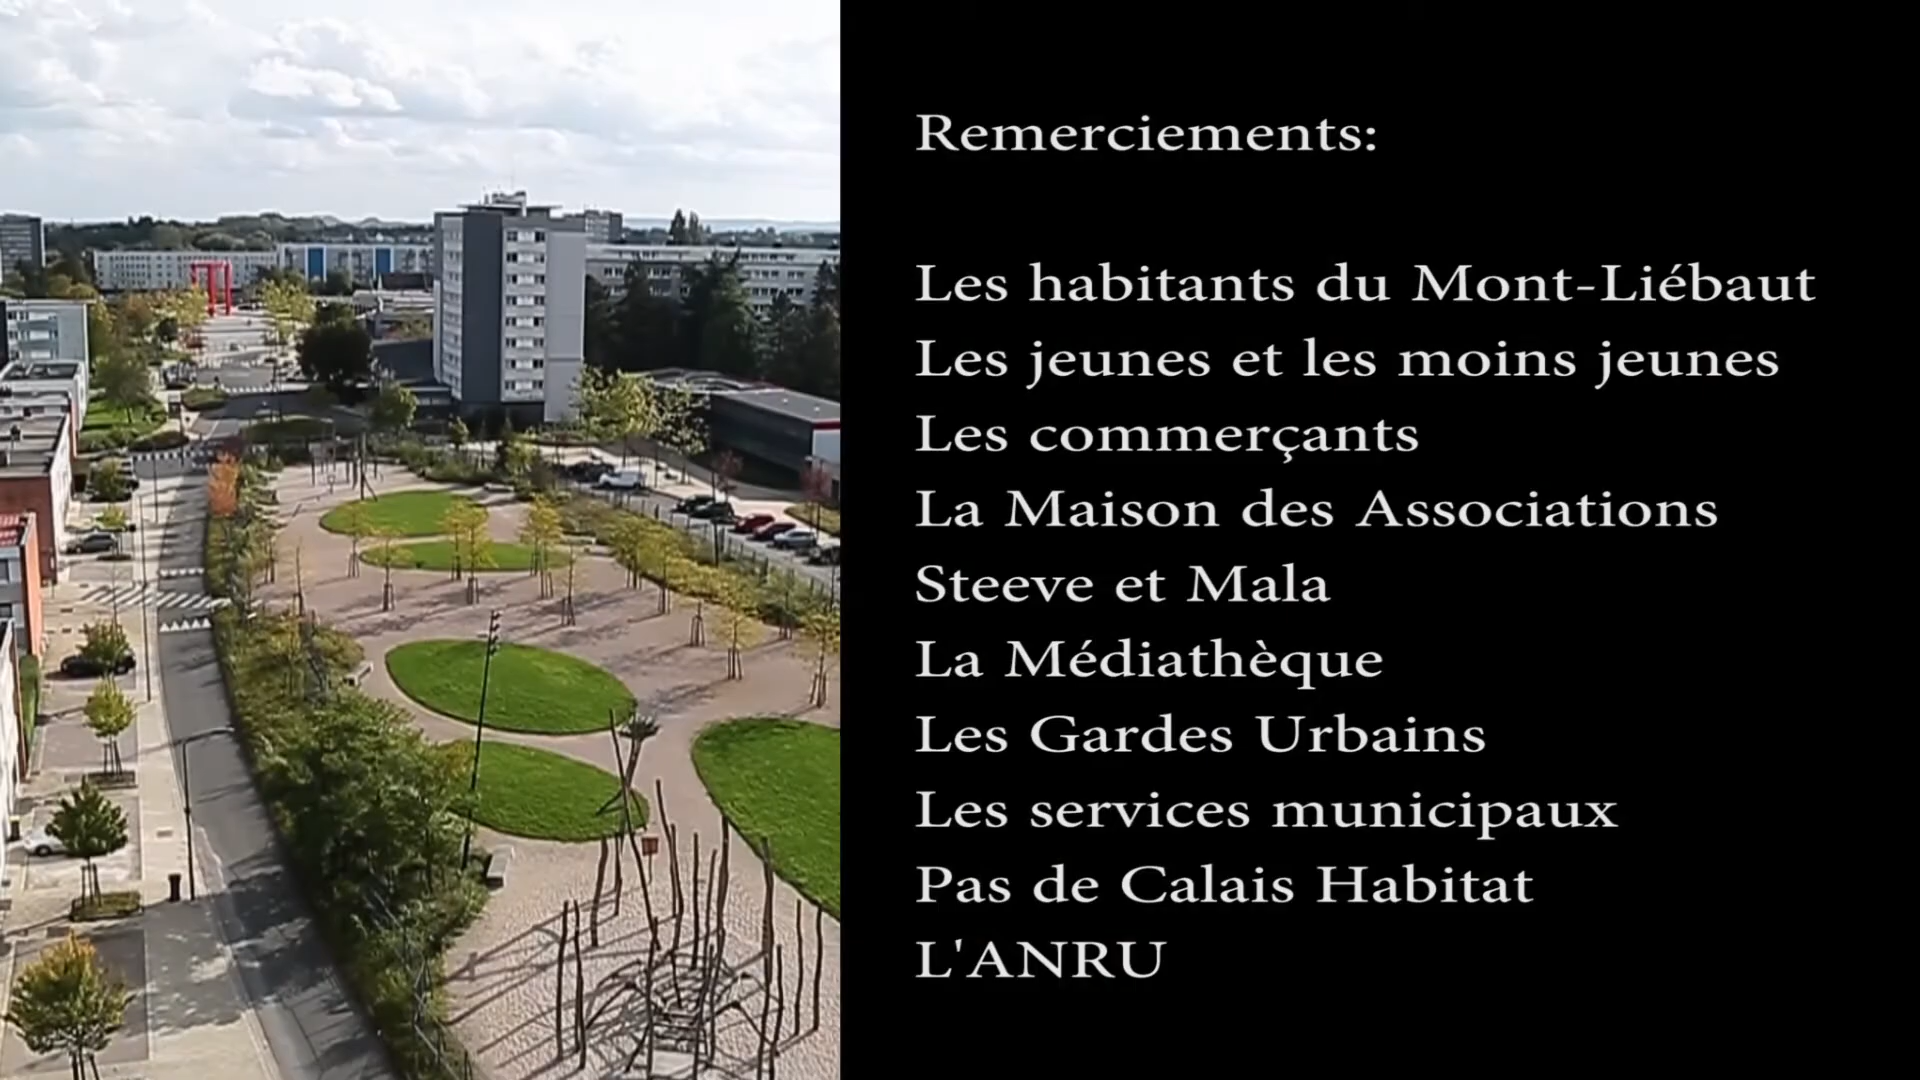 Remerciements:
Les habitants du Mont-Liébaut
Les jeunes et les moins jeunes
Les commerçants
La Maison des Associations
Steeve et Mala
La Médiathèque
Les Gardes Urbains
Les services municipaux
Pas de Calais Habitat
L'ANRU